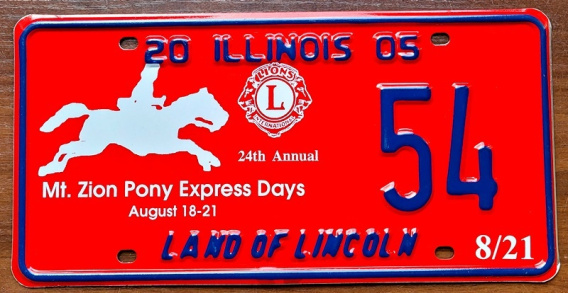 20 ILLINOIS 05
LIONS
L
INTERNATIONAL
54
24th Annual
Mt. Zion Pony Express Days
August 18-21
LAND OF LINCOLN
8/21